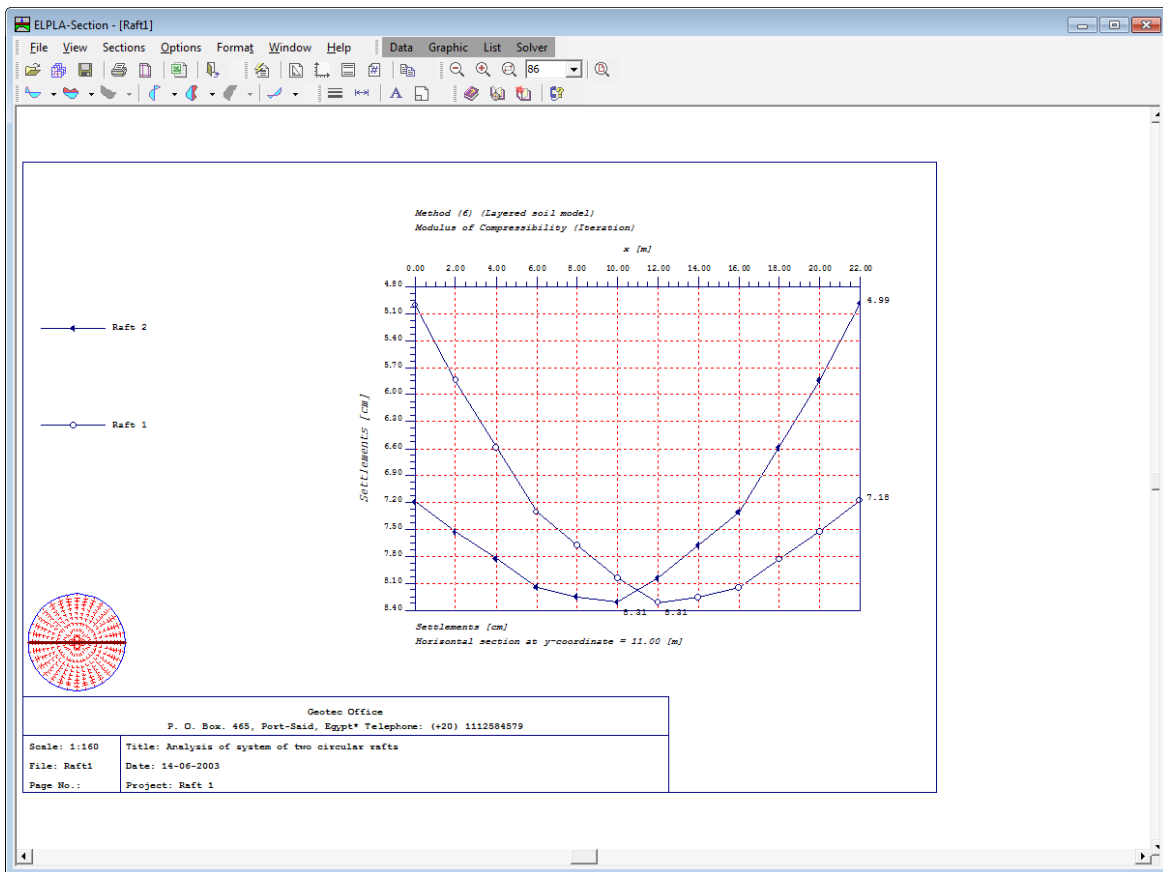 ELPLA-Section - [Raft1]
File View Sections Options Format Window Help Data Graphic List Solver
86
Method (6) (Layered soil model)
Modulus of Compressibility (Iteration)
x [m]
0.00 2.00 4.00 6.00 8.00 10.00 12.00 14.00 16.00 18.00 20.00 22.00
4.80
4.99
5.10
Raft 2
5.40
5.70
6.00
Settlements [cm]
6.30
Raft 1
6.60
6.90
7.20
7.18
7.50
7.80
8.10
8.40
8.31 8.31
Settlements [cm]
Horizontal section at y-coordinate = 11.00 [m]
Geotec Office
P. O. Box. 465, Port-Said, Egypt* Telephone: (+20) 1112584579
Scale: 1:160 Title: Analysis of system of two circular rafts
File: Raft1 Date: 14-06-2003
Page No.: Project: Raft 1